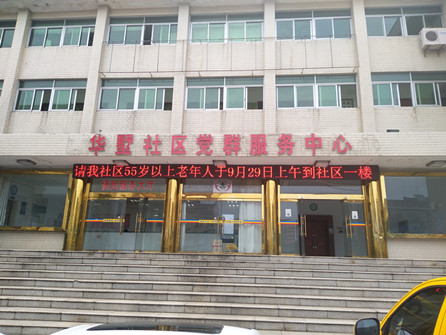 华墅社区党群服务中心
请我社区55岁以上老年人于9月29日上午到社区一楼